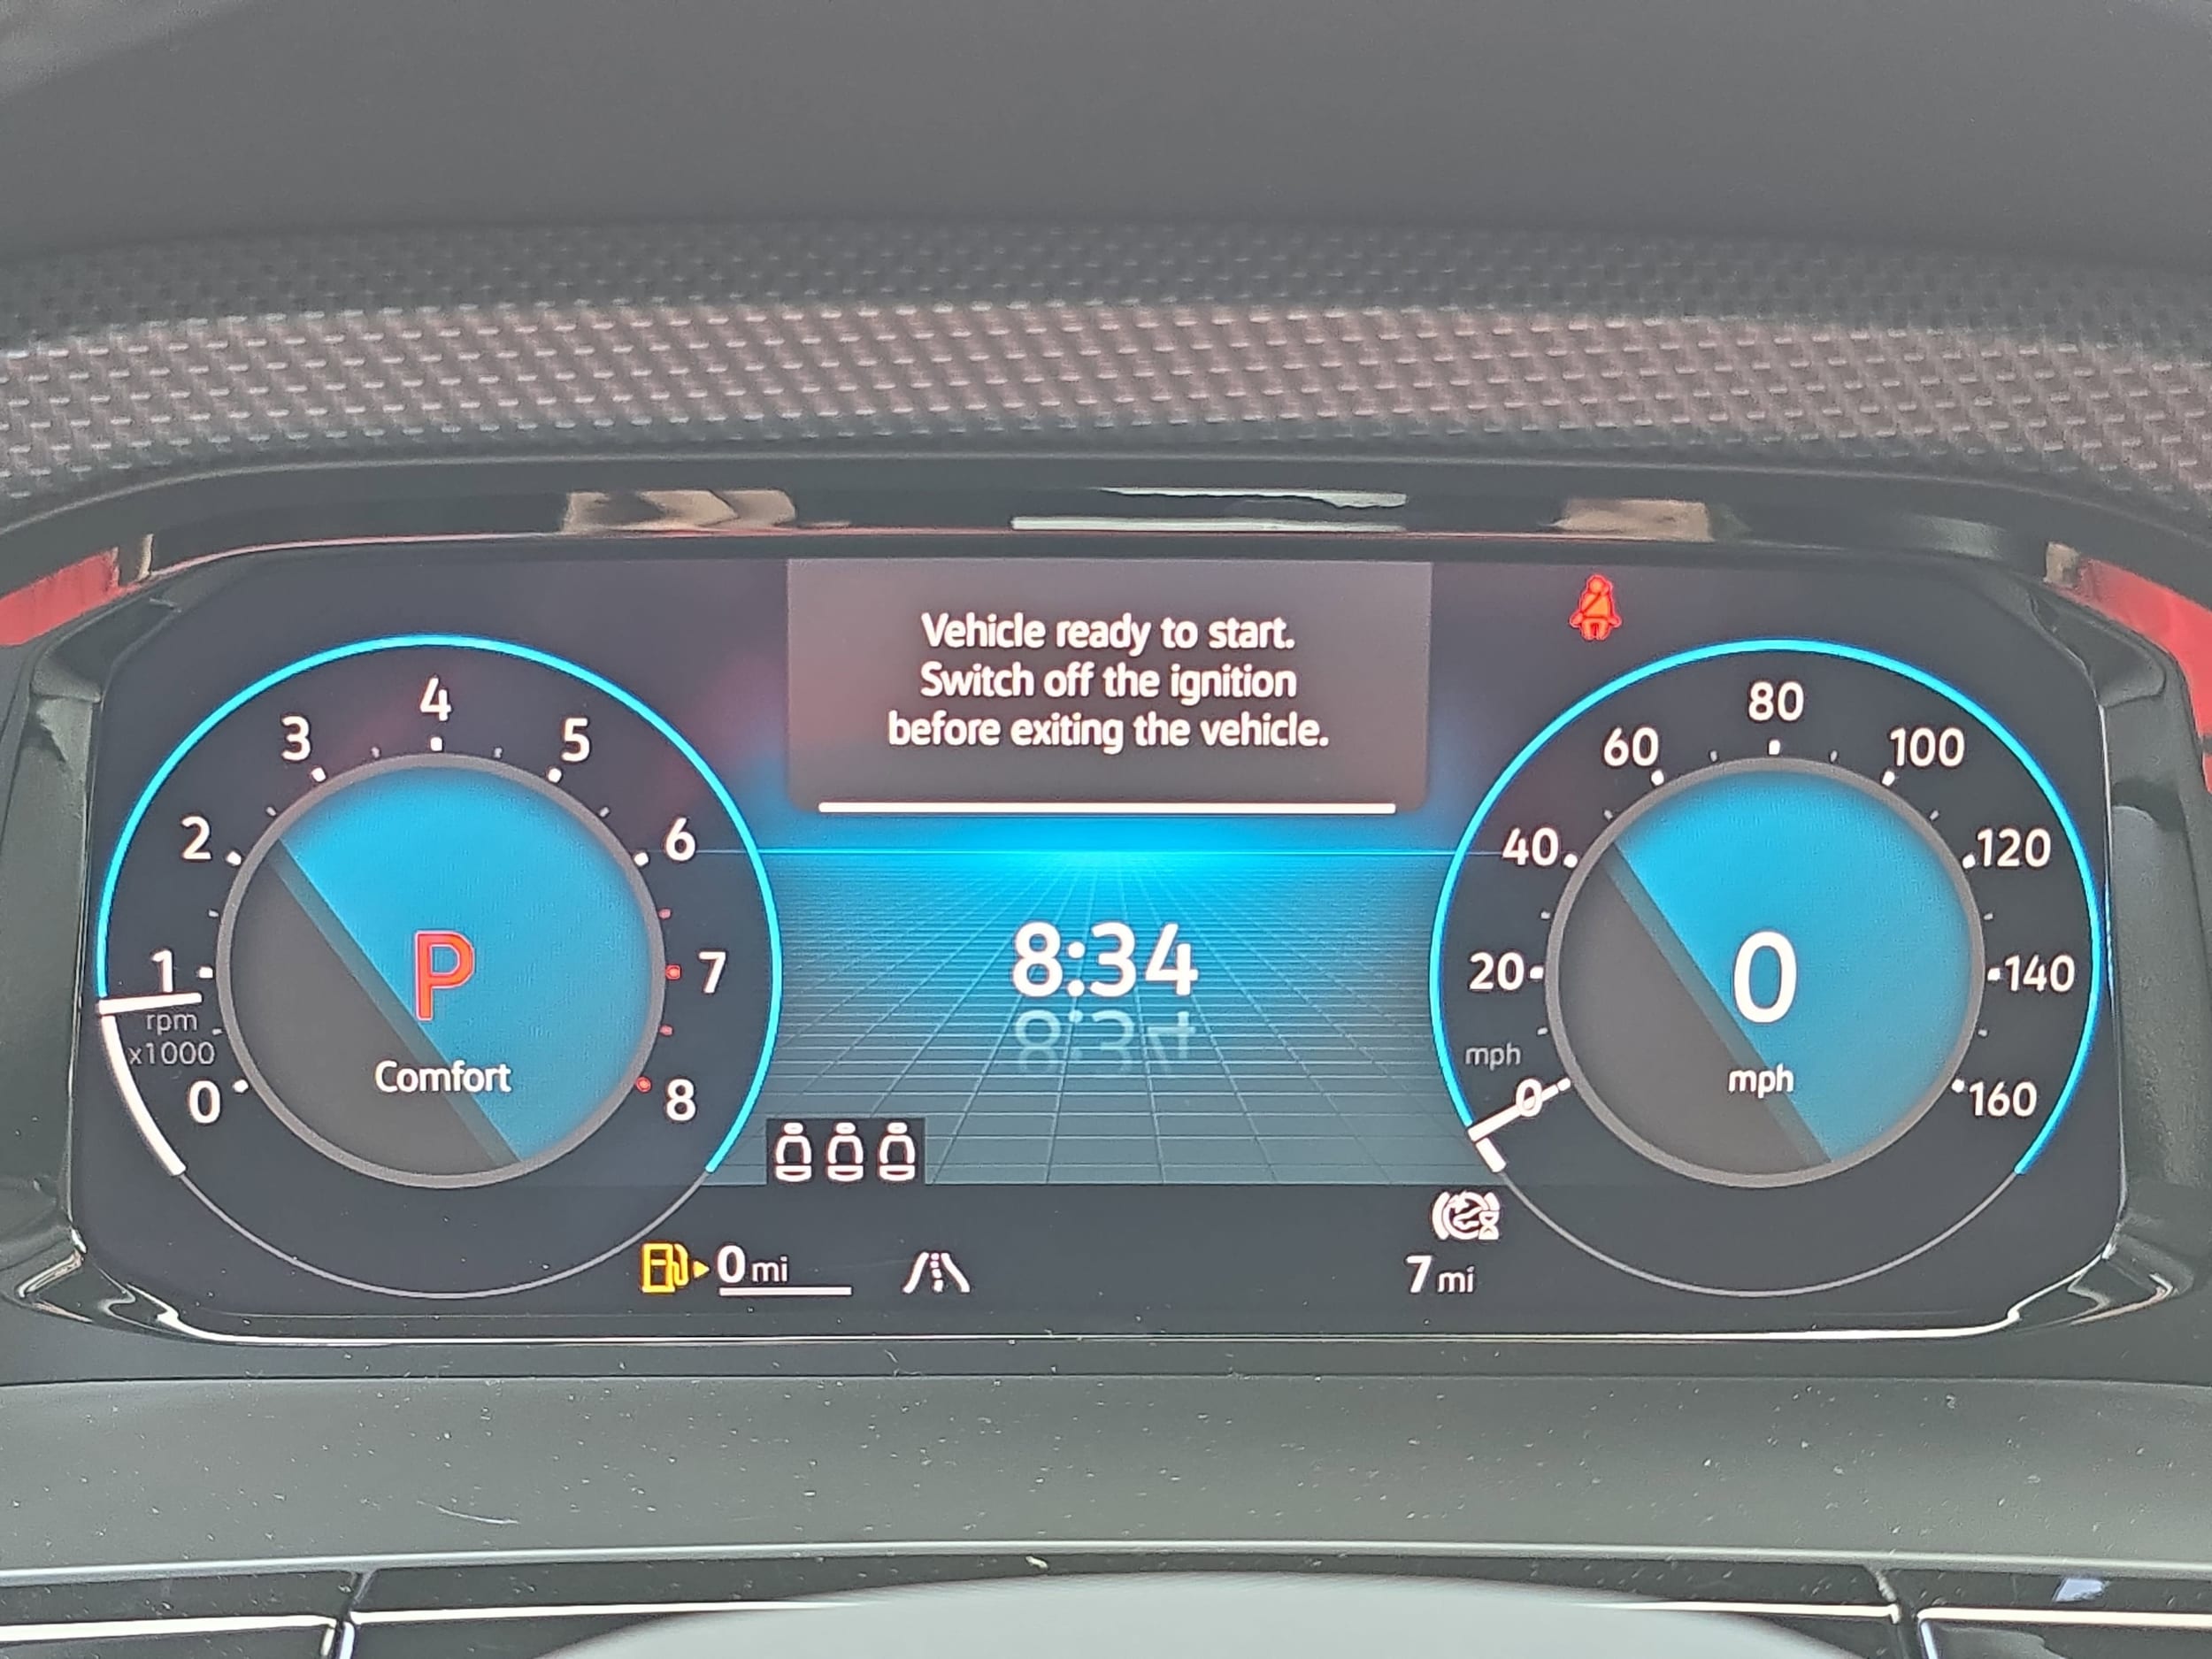 Vehicle ready to start.
Switch off the ignition
before exiting the vehicle.
4
3
5
2
6
1
7
rpm
x1000
0
8
P
Comfort
8:34
80
60
100
40
120
20
140
mph
0
160
0
mph
0 mi
7 mi